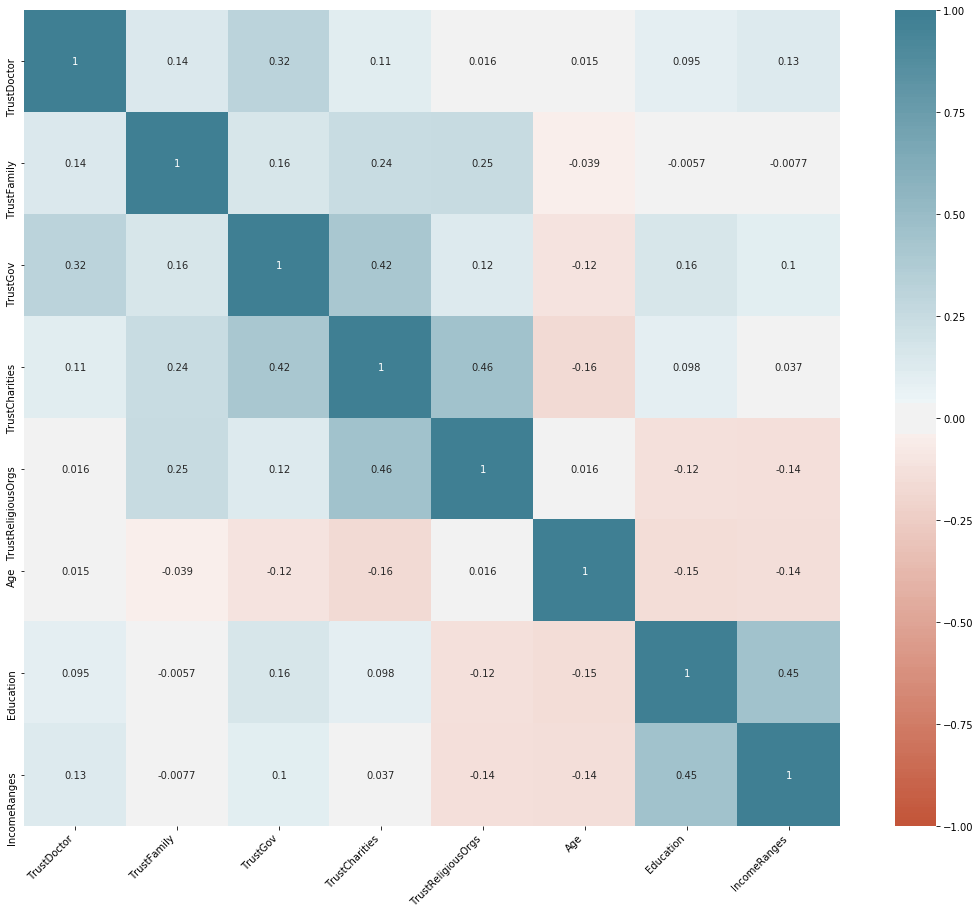 TrustDoctor 1 0.14 0.32 0.11 0.016 0.015 0.095 0.13
TrustFamily 0.14 1 0.16 0.24 0.25 -0.039 -0.0057 -0.0077
TrustGov 0.32 0.16 1 0.42 0.12 -0.12 0.16 0.1
TrustCharities 0.11 0.24 0.42 1 0.46 -0.16 0.098 0.037
TrustReligiousOrgs 0.016 0.25 0.12 0.46 1 0.016 -0.12 -0.14
Age 0.015 -0.039 -0.12 -0.16 0.016 1 -0.15 -0.14
Education 0.095 -0.0057 0.16 0.098 -0.12 -0.15 1 0.45
IncomeRanges 0.13 -0.0077 0.1 0.037 -0.14 -0.14 0.45 1
TrustDoctor TrustFamily TrustGov TrustCharities TrustReligiousOrgs Age Education IncomeRanges
1.00
0.75
0.50
0.25
0.00
−0.25
−0.50
−0.75
−1.00